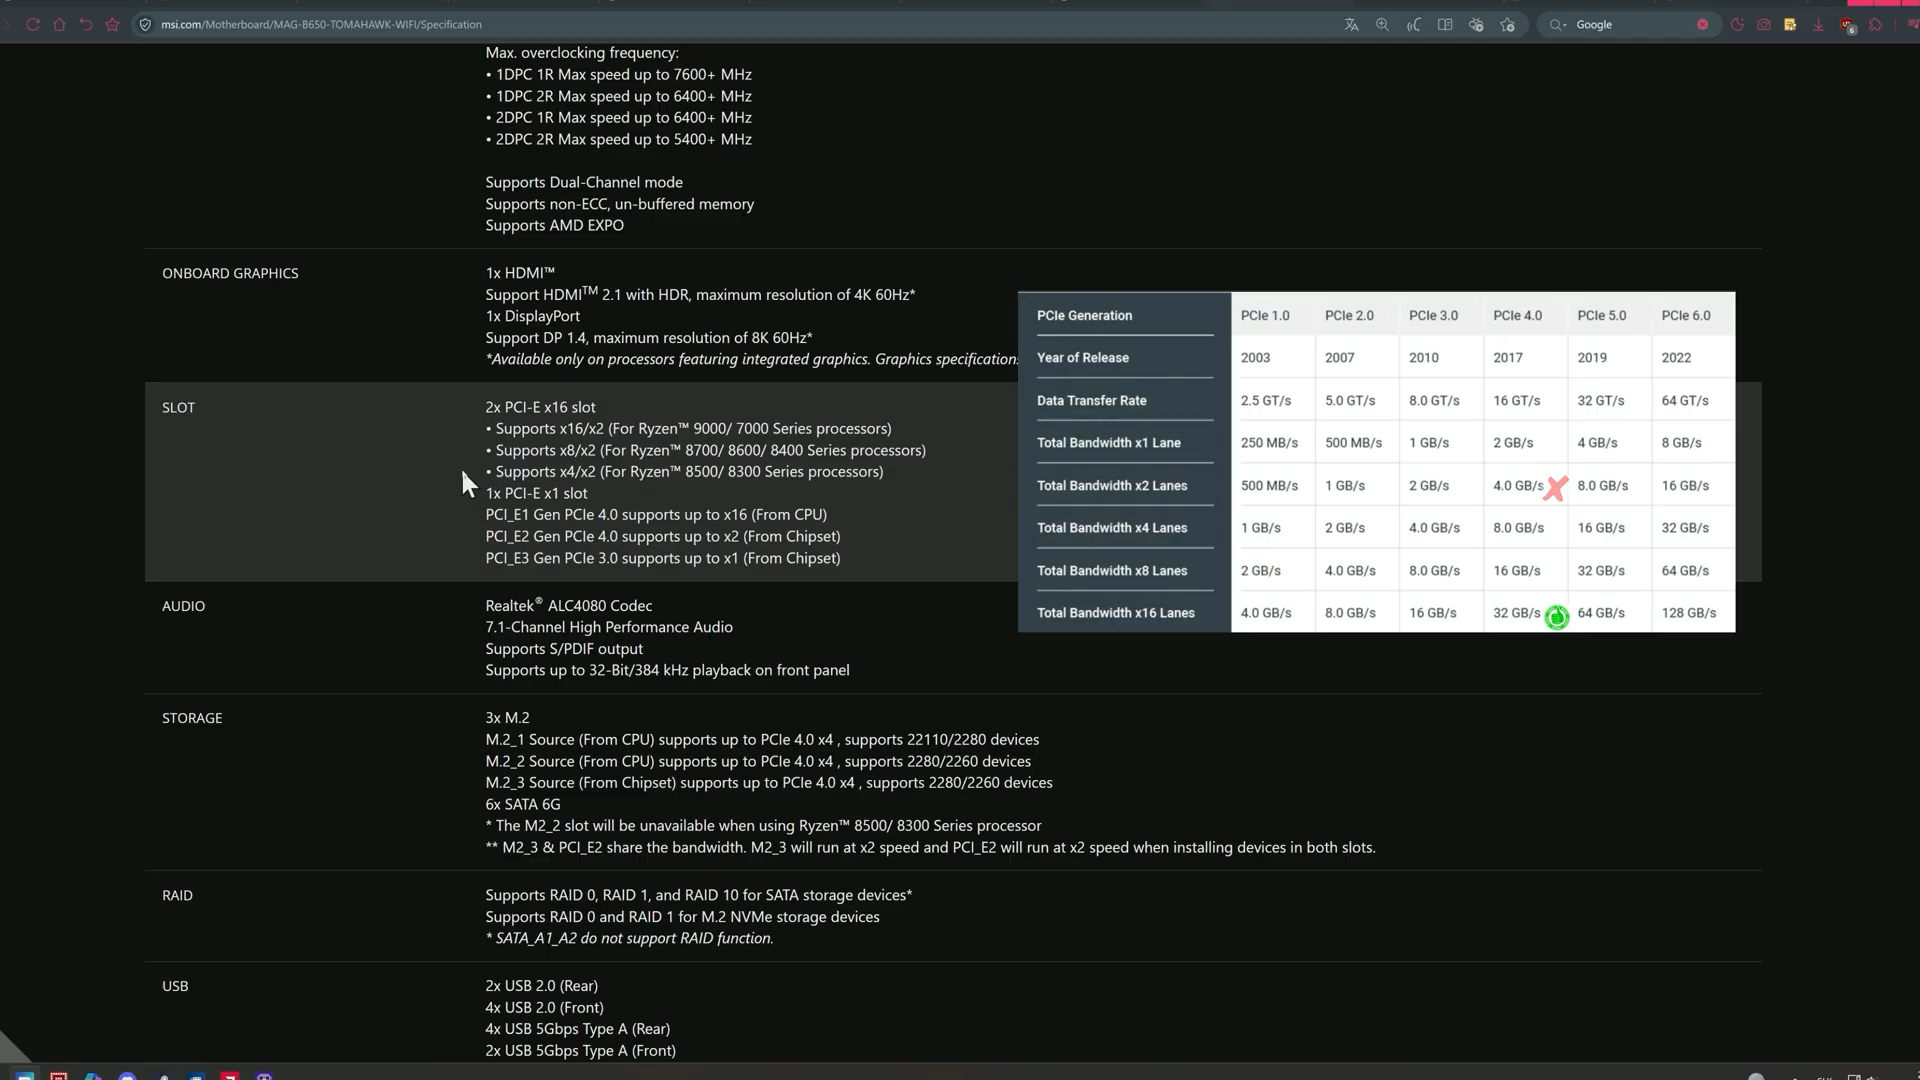 msi.com/Motherboard/MAG-B650-TOMAHAWK-WIFI/Specification
Google
6
Max. overclocking frequency:
• 1DPC 1R Max speed up to 7600+ MHz
• 1DPC 2R Max speed up to 6400+ MHz
• 2DPC 1R Max speed up to 6400+ MHz
• 2DPC 2R Max speed up to 5400+ MHz
Supports Dual-Channel mode
Supports non-ECC, un-buffered memory
Supports AMD EXPO
ONBOARD GRAPHICS
1x HDMI™
Support HDMI™ 2.1 with HDR, maximum resolution of 4K 60Hz*
1x DisplayPort
Support DP 1.4, maximum resolution of 8K 60Hz*
*Available only on processors featuring integrated graphics. Graphics specifications
SLOT
2x PCI-E x16 slot
• Supports x16/x2 (For Ryzen™ 9000/ 7000 Series processors)
• Supports x8/x2 (For Ryzen™ 8700/ 8600/ 8400 Series processors)
• Supports x4/x2 (For Ryzen™ 8500/ 8300 Series processors)
1x PCI-E x1 slot
PCI_E1 Gen PCIe 4.0 supports up to x16 (From CPU)
PCI_E2 Gen PCIe 4.0 supports up to x2 (From Chipset)
PCI_E3 Gen PCIe 3.0 supports up to x1 (From Chipset)
PCIe Generation PCIe 1.0 PCIe 2.0 PCIe 3.0 PCIe 4.0 PCIe 5.0 PCIe 6.0
Year of Release 2003 2007 2010 2017 2019 2022
Data Transfer Rate 2.5 GT/s 5.0 GT/s 8.0 GT/s 16 GT/s 32 GT/s 64 GT/s
Total Bandwidth x1 Lane 250 MB/s 500 MB/s 1 GB/s 2 GB/s 4 GB/s 8 GB/s
Total Bandwidth x2 Lanes 500 MB/s 1 GB/s 2 GB/s 4.0 GB/s 8.0 GB/s 16 GB/s
Total Bandwidth x4 Lanes 1 GB/s 2 GB/s 4.0 GB/s 8.0 GB/s 16 GB/s 32 GB/s
Total Bandwidth x8 Lanes 2 GB/s 4.0 GB/s 8.0 GB/s 16 GB/s 32 GB/s 64 GB/s
Total Bandwidth x16 Lanes 4.0 GB/s 8.0 GB/s 16 GB/s 32 GB/s 64 GB/s 128 GB/s
AUDIO
Realtek® ALC4080 Codec
7.1-Channel High Performance Audio
Supports S/PDIF output
Supports up to 32-Bit/384 kHz playback on front panel
STORAGE
3x M.2
M.2_1 Source (From CPU) supports up to PCIe 4.0 x4 , supports 22110/2280 devices
M.2_2 Source (From CPU) supports up to PCIe 4.0 x4 , supports 2280/2260 devices
M.2_3 Source (From Chipset) supports up to PCIe 4.0 x4 , supports 2280/2260 devices
6x SATA 6G
* The M2_2 slot will be unavailable when using Ryzen™ 8500/ 8300 Series processor
** M2_3 & PCI_E2 share the bandwidth. M2_3 will run at x2 speed and PCI_E2 will run at x2 speed when installing devices in both slots.
RAID
Supports RAID 0, RAID 1, and RAID 10 for SATA storage devices*
Supports RAID 0 and RAID 1 for M.2 NVMe storage devices
* SATA_A1_A2 do not support RAID function.
USB
2x USB 2.0 (Rear)
4x USB 2.0 (Front)
4x USB 5Gbps Type A (Rear)
2x USB 5Gbps Type A (Front)